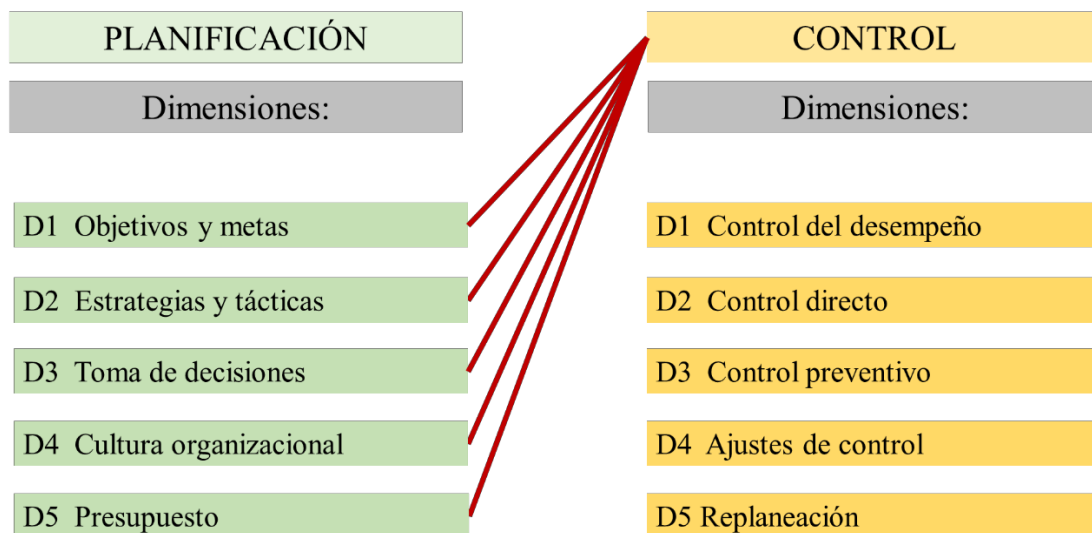 PLANIFICACIÓN
Dimensiones:
D1 Objetivos y metas
D2 Estrategias y tácticas
D3 Toma de decisiones
D4 Cultura organizacional
D5 Presupuesto
CONTROL
Dimensiones:
D1 Control del desempeño
D2 Control directo
D3 Control preventivo
D4 Ajustes de control
D5 Replaneación